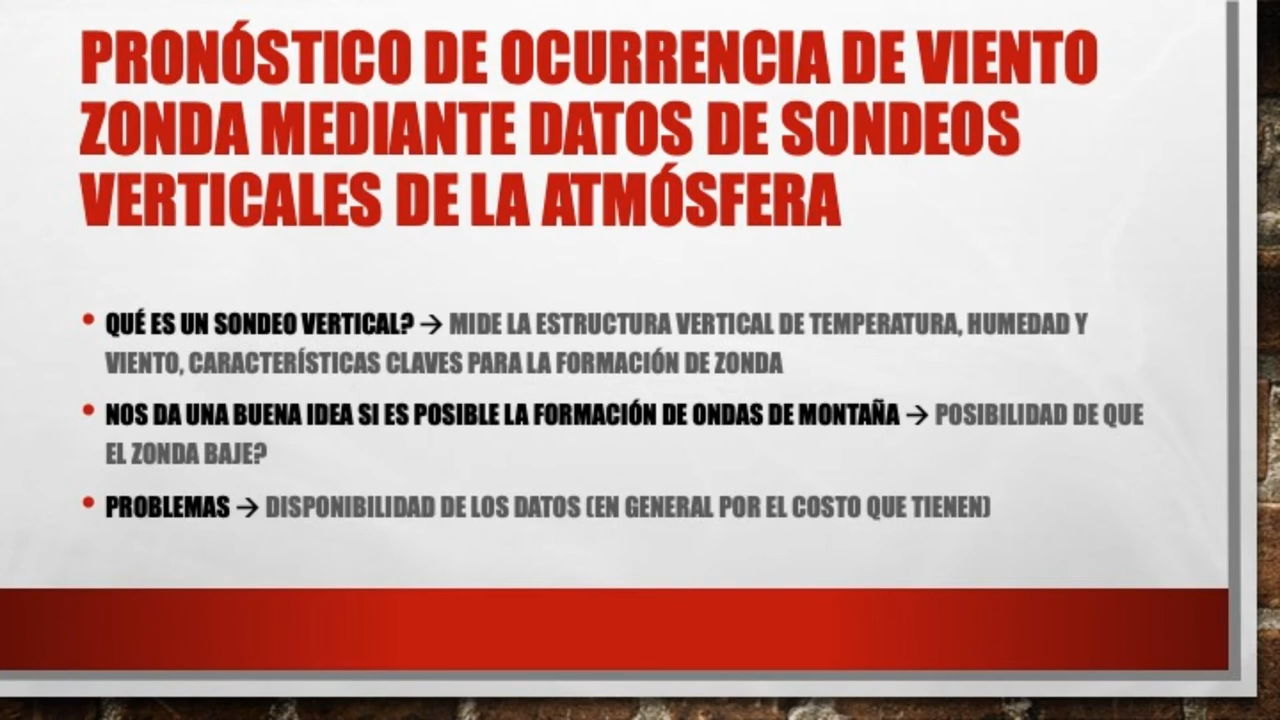 PRONÓSTICO DE OCURRENCIA DE VIENTO
ZONDA MEDIANTE DATOS DE SONDEOS
VERTICALES DE LA ATMÓSFERA
• QUÉ ES UN SONDEO VERTICAL? → MIDE LA ESTRUCTURA VERTICAL DE TEMPERATURA, HUMEDAD Y
VIENTO, CARACTERÍSTICAS CLAVES PARA LA FORMACIÓN DE ZONDA
• NOS DA UNA BUENA IDEA SI ES POSIBLE LA FORMACIÓN DE ONDAS DE MONTAÑA → POSIBILIDAD DE QUE
EL ZONDA BAJE?
• PROBLEMAS → DISPONIBILIDAD DE LOS DATOS (EN GENERAL POR EL COSTO QUE TIENEN)